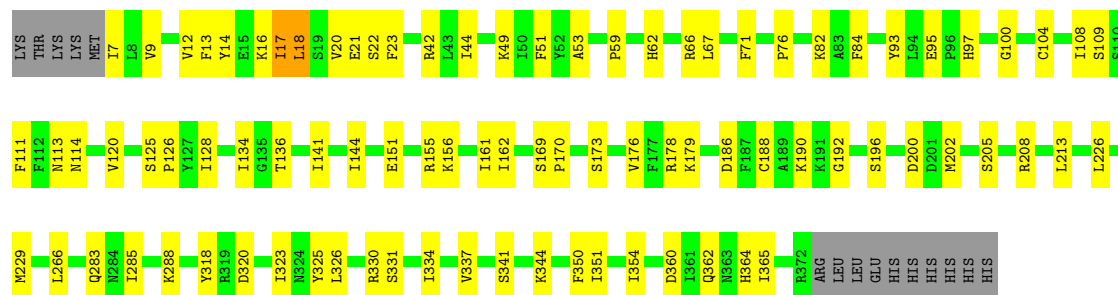 LYS THR LYS LYS MET I7 L8 V9 V12 F13 Y14 E15 K16 I17 L18 S19 V20 E21 S22 F23 R42 L43 I44 K49 I50 F51 Y52 A53 P59 H62 R66 L67 F71 P76 K82 A83 F84 Y93 L94 E95 P96 H97 G100 C104 I108 S109 S110
F111 F112 N113 N114 V120 S125 P126 Y127 I128 I134 G135 T136 I141 I144 E151 R155 K156 I161 I162 S169 P170 S173 V176 F177 R178 K179 D186 F187 C188 A189 K190 K191 G192 S196 D200 D201 M202 S205 R208 L213 L226
M229 L266 Q283 N284 I285 K288 Y318 R319 D320 I323 N324 Y325 L326 R330 S331 I334 V337 S341 K344 F350 I351 I354 D360 I361 Q362 N363 H364 I365 R372 ARG LEU LEU GLU HIS HIS HIS HIS HIS HIS